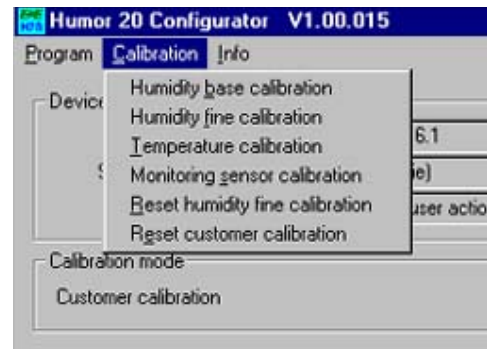 Humor 20 Configurator V1.00.015
Program Calibration Info
Device
Humidity base calibration
Humidity fine calibration
Temperature calibration
Monitoring sensor calibration
Reset humidity fine calibration
Reset customer calibration
6.1
user actio
Calibration mode
Customer calibration